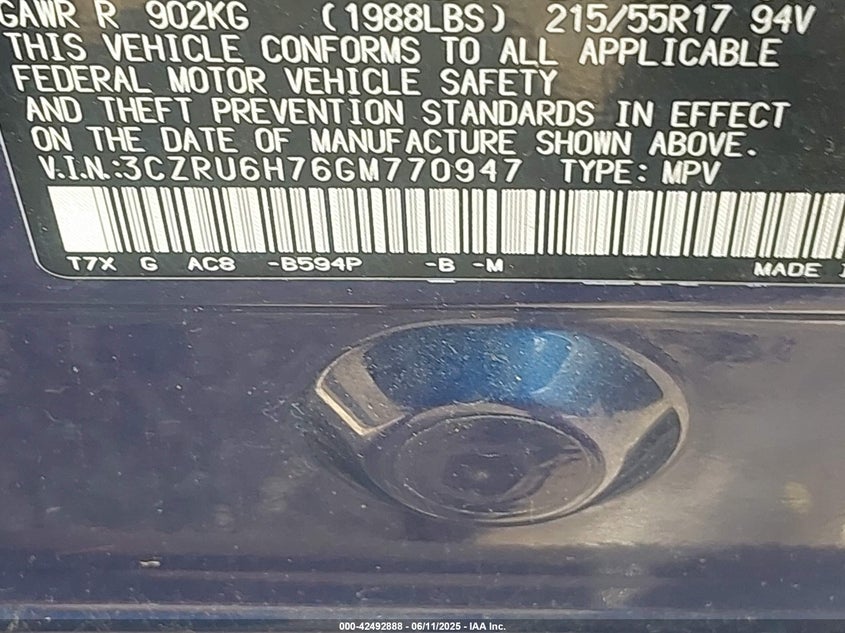 GAWR R 902KG (1988LBS) 215/55R17 94V
THIS VEHICLE CONFORMS TO ALL APPLICABLE
FEDERAL MOTOR VEHICLE SAFETY
AND THEFT PREVENTION STANDARDS IN EFFECT
ON THE DATE OF MANUFACTURE SHOWN ABOVE.
V.I.N.:3CZRU6H76GM770947 TYPE: MPV
T7X G AC8 -B594P -B -M MADE
000-42492888 - 06/11/2025 - IAA Inc.